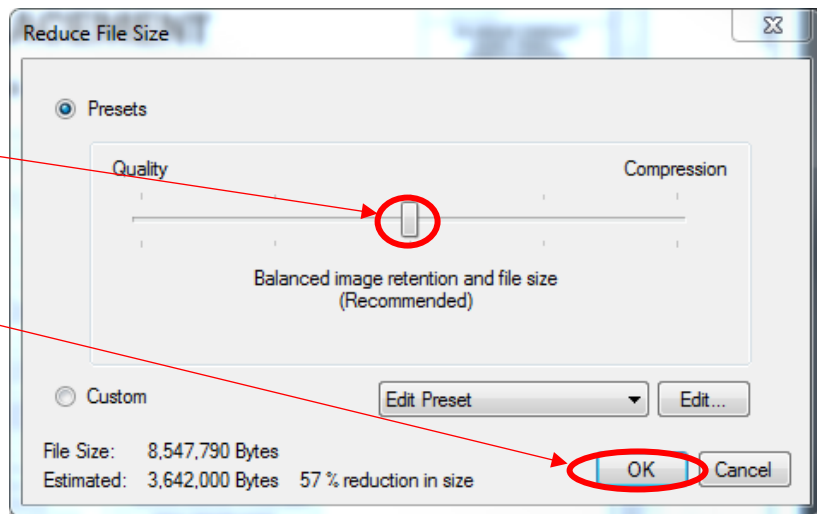 Reduce File Size
Presets
Quality Compression
Balanced image retention and file size
(Recommended)
Custom Edit Preset Edit...
File Size: 8,547,790 Bytes
Estimated: 3,642,000 Bytes 57 % reduction in size
OK Cancel